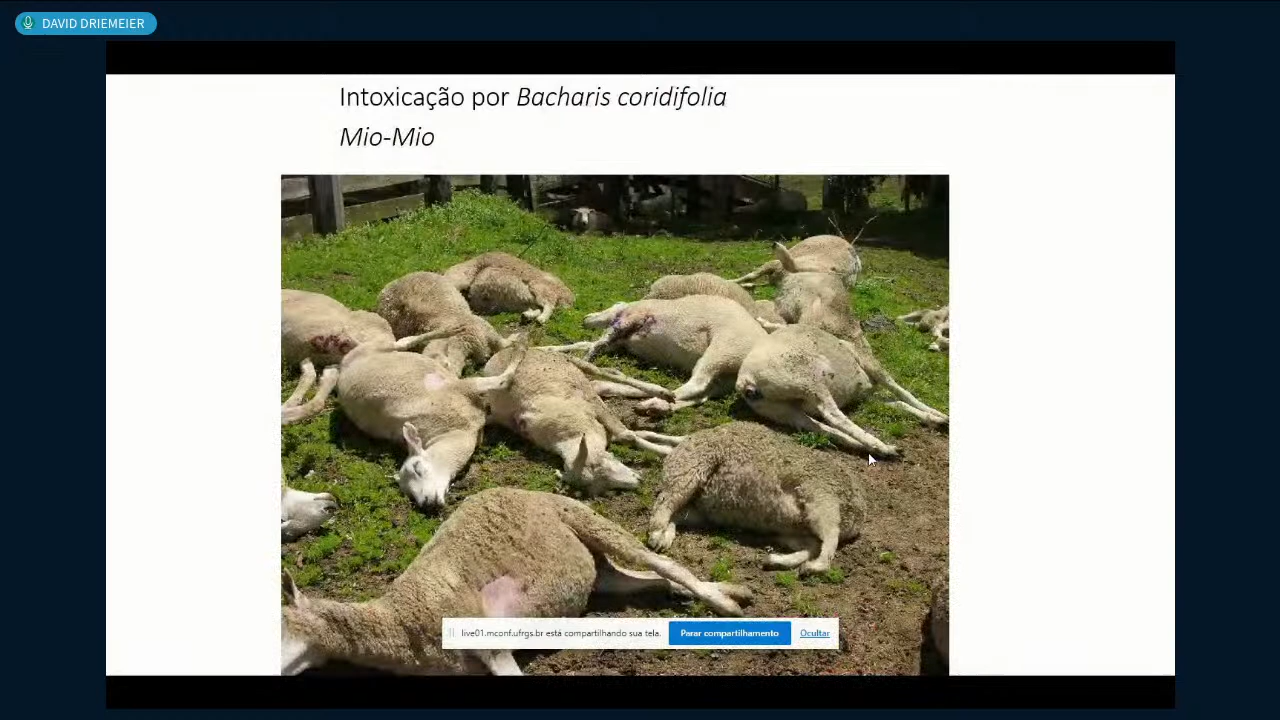 DAVID DRIEMEIER
Intoxicação por Bacharis coridifolia
Mio-Mio
live01.mconf.ufrgs.br está compartilhando sua tela. Parar compartilhamento Ocultar